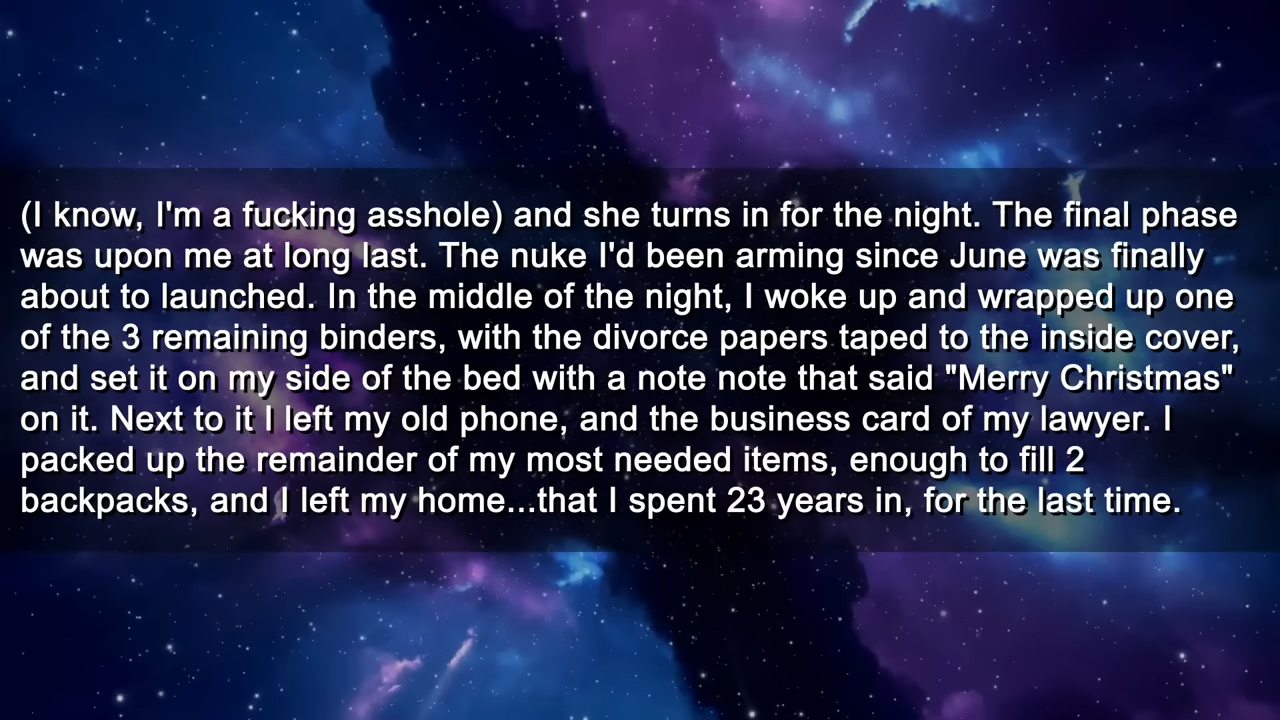 (I know, I'm a fucking asshole) and she turns in for the night. The final phase
was upon me at long last. The nuke I'd been arming since June was finally
about to launched. In the middle of the night, I woke up and wrapped up one
of the 3 remaining binders, with the divorce papers taped to the inside cover,
and set it on my side of the bed with a note note that said "Merry Christmas"
on it. Next to it I left my old phone, and the business card of my lawyer. I
packed up the remainder of my most needed items, enough to fill 2
backpacks, and I left my home...that I spent 23 years in, for the last time.